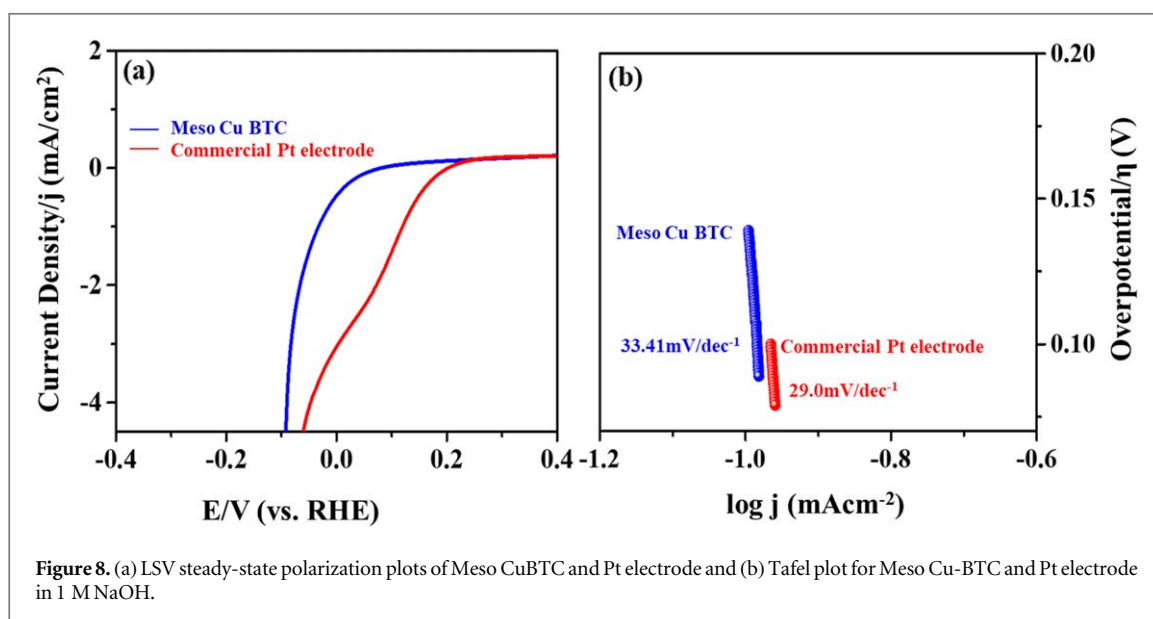 (a)
2
0
-2
-4
Current Density/j (mA/cm²)
Meso Cu BTC
Commercial Pt electrode
-0.4
-0.2
0.0
0.2
0.4
E/V (vs. RHE)
(b)
0.20
0.15
0.10
Overpotential/η (V)
Meso Cu BTC
33.41mV/dec⁻¹
Commercial Pt electrode
29.0mV/dec⁻¹
-1.2
-1.0
-0.8
-0.6
log j (mAcm⁻²)
Figure 8. (a) LSV steady-state polarization plots of Meso CuBTC and Pt electrode and (b) Tafel plot for Meso Cu-BTC and Pt electrode
in 1 M NaOH.